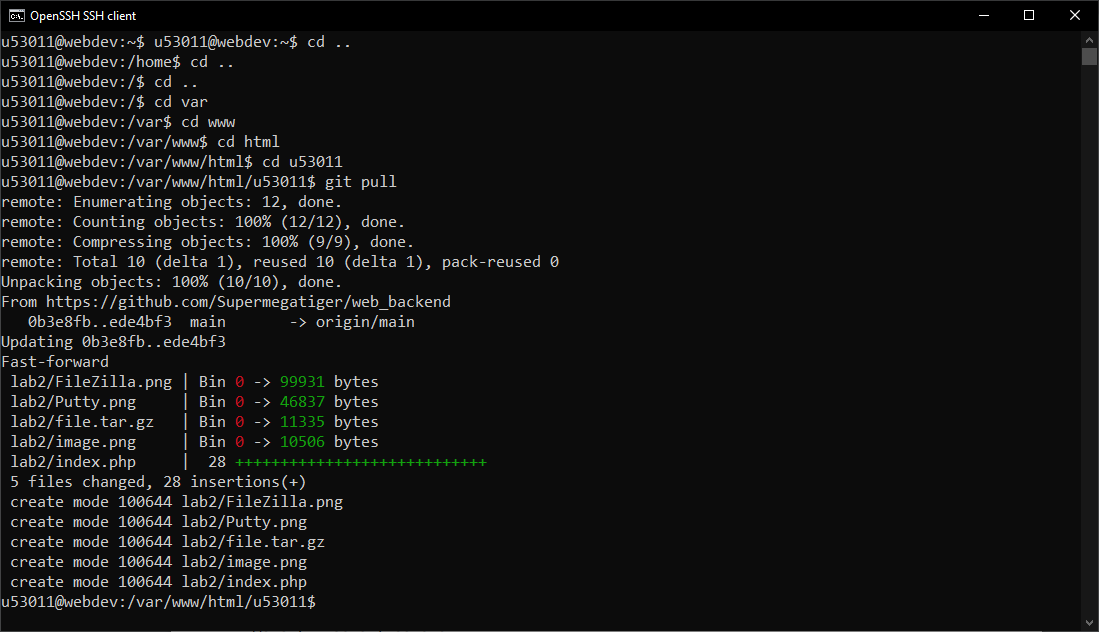 OpenSSH SSH client
u53011@webdev:~$ u53011@webdev:~$ cd ..
u53011@webdev:/home$ cd ..
u53011@webdev:/$ cd ..
u53011@webdev:/$ cd var
u53011@webdev:/var$ cd www
u53011@webdev:/var/www$ cd html
u53011@webdev:/var/www/html$ cd u53011
u53011@webdev:/var/www/html/u53011$ git pull
remote: Enumerating objects: 12, done.
remote: Counting objects: 100% (12/12), done.
remote: Compressing objects: 100% (9/9), done.
remote: Total 10 (delta 1), reused 10 (delta 1), pack-reused 0
Unpacking objects: 100% (10/10), done.
From https://github.com/Supermegatiger/web_backend
   0b3e8fb..ede4bf3  main       -> origin/main
Updating 0b3e8fb..ede4bf3
Fast-forward
 lab2/FileZilla.png | Bin 0 -> 99931 bytes
 lab2/Putty.png     | Bin 0 -> 46837 bytes
 lab2/file.tar.gz   | Bin 0 -> 11335 bytes
 lab2/image.png     | Bin 0 -> 10506 bytes
 lab2/index.php     |  28 ++++++++++++++++++++++++++++
 5 files changed, 28 insertions(+)
 create mode 100644 lab2/FileZilla.png
 create mode 100644 lab2/Putty.png
 create mode 100644 lab2/file.tar.gz
 create mode 100644 lab2/image.png
 create mode 100644 lab2/index.php
u53011@webdev:/var/www/html/u53011$